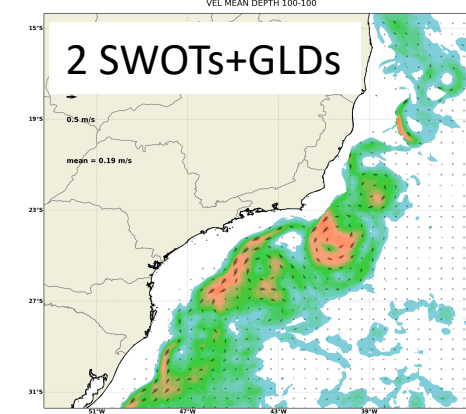 VEL MEAN DEPTH 100-100
2 SWOTs+GLDs
15°S
0.5 m/s
19°S
mean = 0.19 m/s
23°S
27°S
31°S
51°W 47°W 43°W 39°W